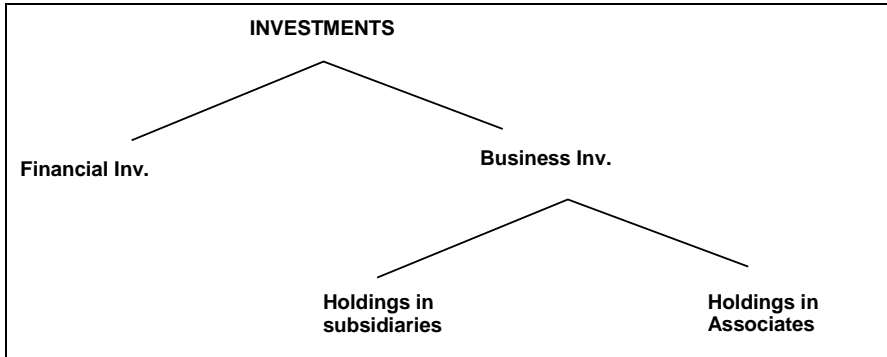 INVESTMENTS
Financial Inv.
Business Inv.
Holdings in
subsidiaries
Holdings in
Associates